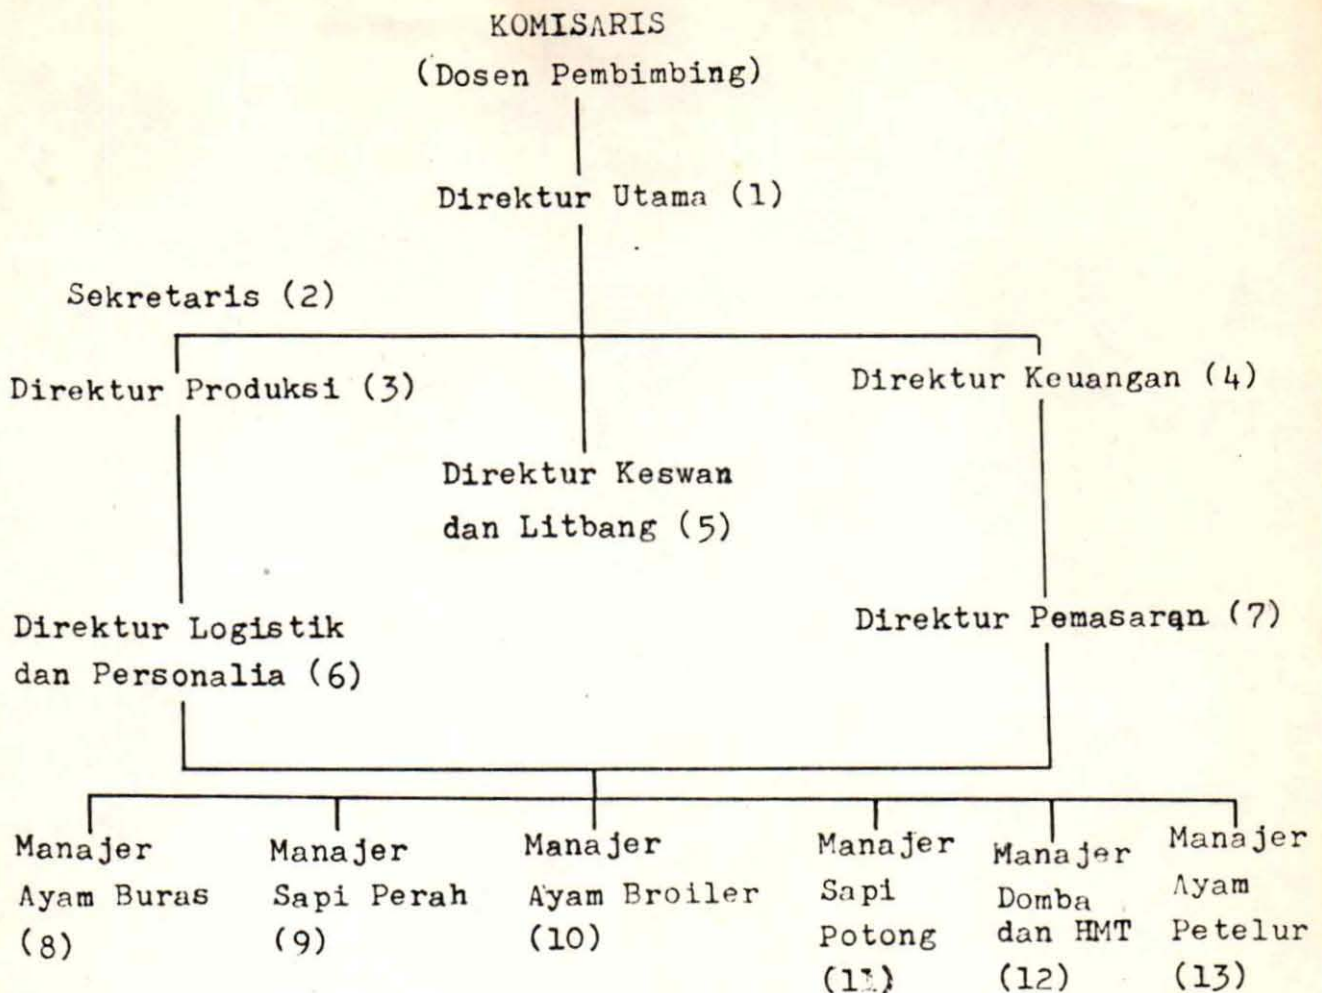 KOMISARIS
(Dosen Pembimbing)
Direktur Utama (1)
Sekretaris (2)
Direktur Produksi (3)
Direktur Keuangan (4)
Direktur Keswan
dan Litbang (5)
Direktur Logistik
dan Personalia (6)
Direktur Pemasaran (7)
Manajer
Ayam Buras
(8)
Manajer
Sapi Perah
(9)
Manajer
Ayam Broiler
(10)
Manajer
Sapi
Potong
(11)
Manajer
Domba
dan HMT
(12)
Manajer
Ayam
Petelur
(13)